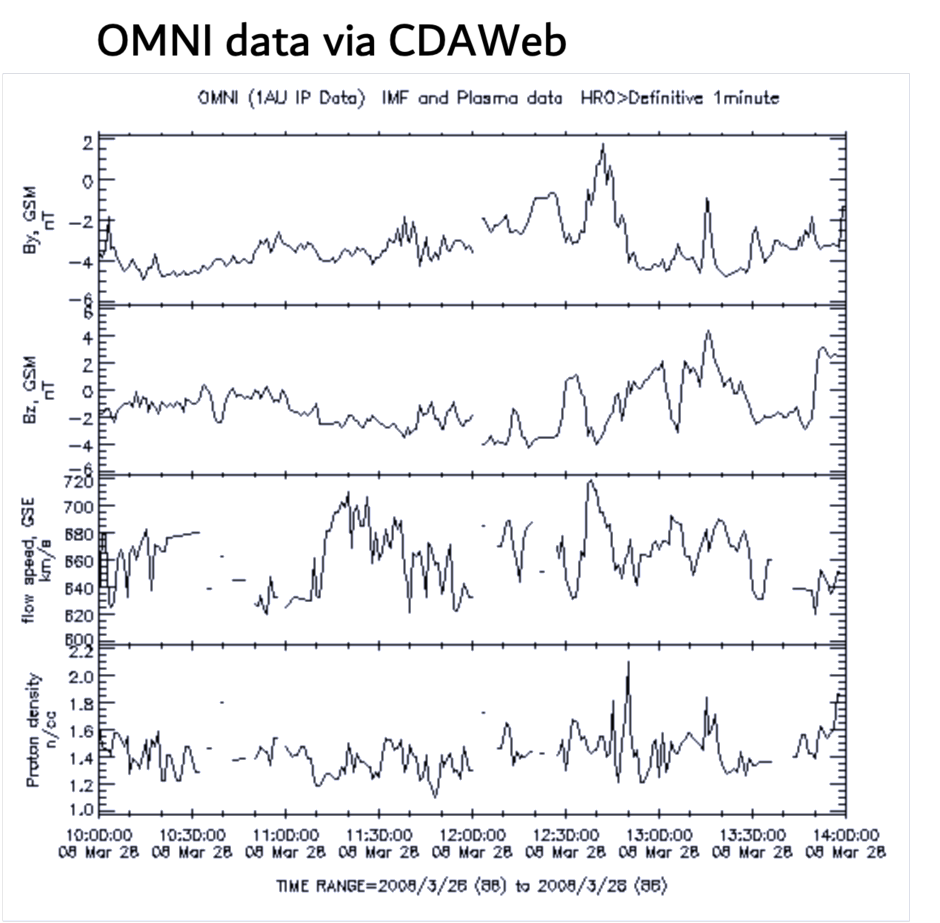 OMNI data via CDAWeb
OMNI (1AU IP Data) IMF and Plasma data HRO>Definitive 1minute
By, GSM
nT
2
0
−2
−4
−6
Bz, GSM
nT
6
4
2
0
−2
−4
−6
flow speed, GSE
km/s
720
700
680
660
640
620
600
Proton density
n/cc
2.2
2.0
1.8
1.6
1.4
1.2
1.0
10:00:00 10:30:00 11:00:00 11:30:00 12:00:00 12:30:00 13:00:00 13:30:00 14:00:00
08 Mar 28 08 Mar 28 08 Mar 28 08 Mar 28 08 Mar 28 08 Mar 28 08 Mar 28 08 Mar 28 08 Mar 28
TIME RANGE=2008/3/28 (88) to 2008/3/28 (88)